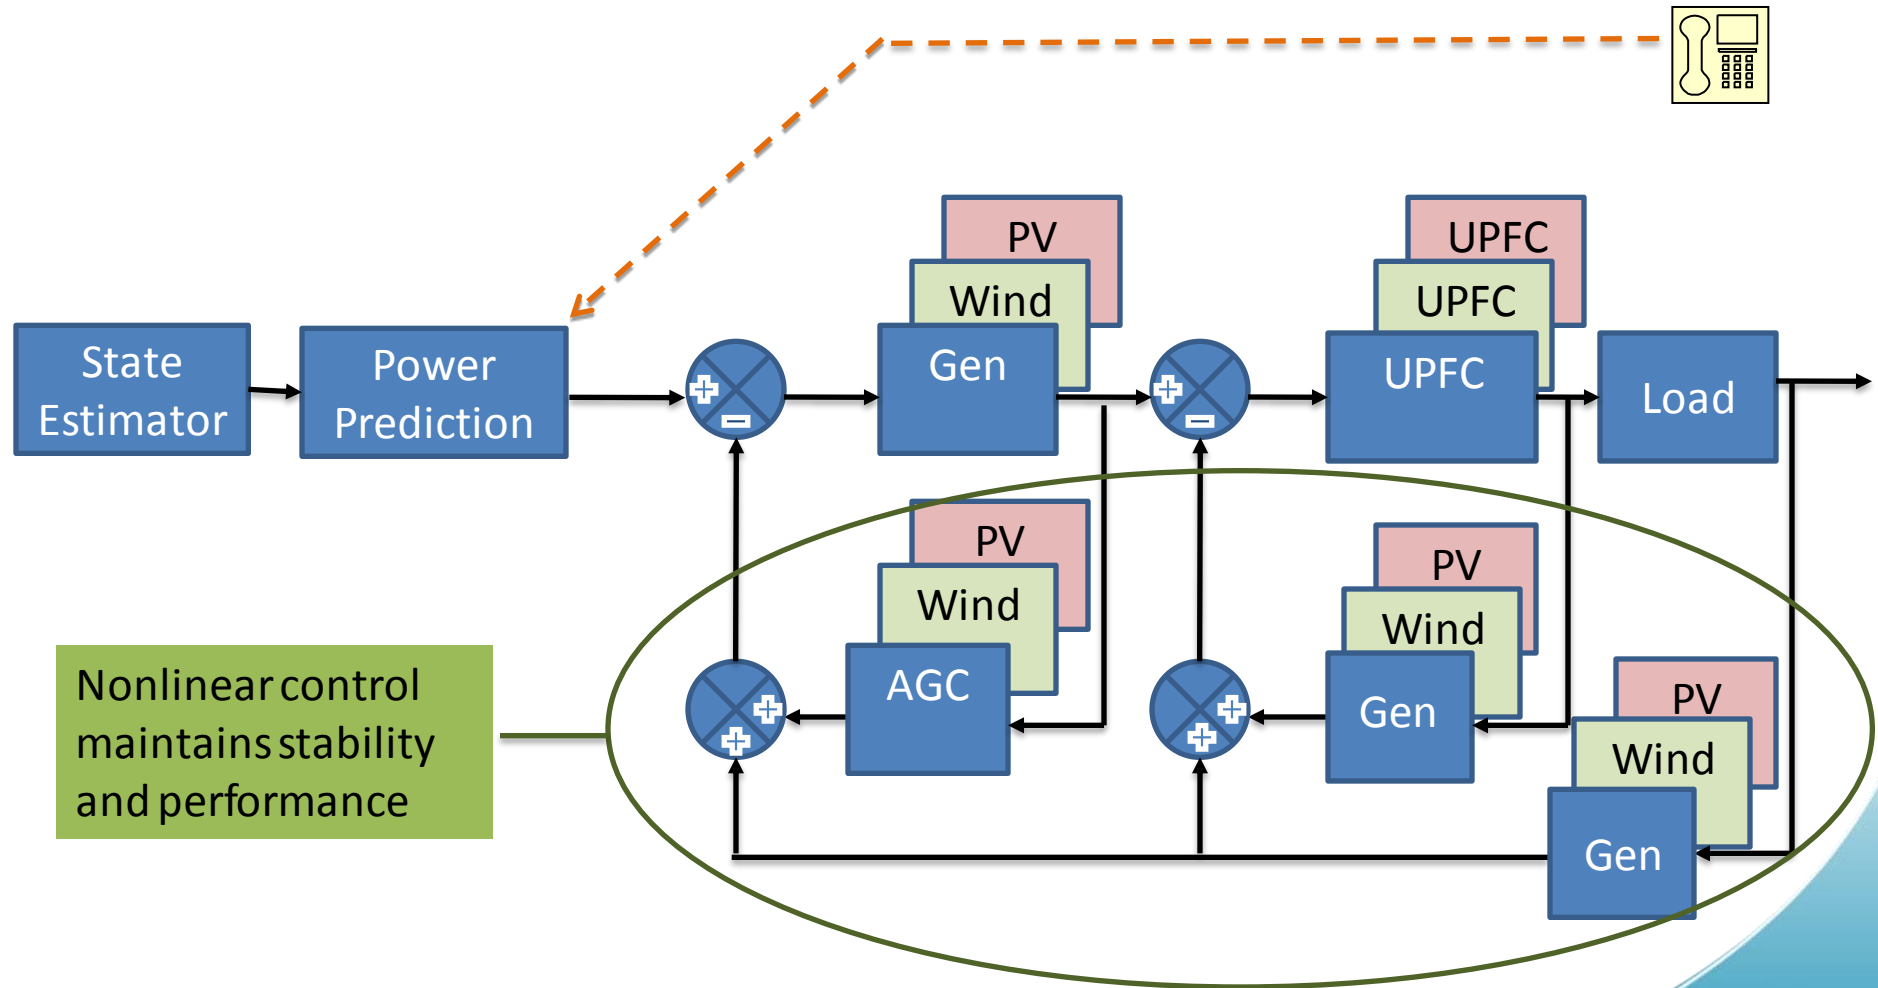 PV
Wind
Gen
UPFC
UPFC
UPFC
State
Estimator
Power
Prediction
Load
PV
Wind
AGC
PV
Wind
Gen
PV
Wind
Gen
Nonlinear control
maintains stability
and performance